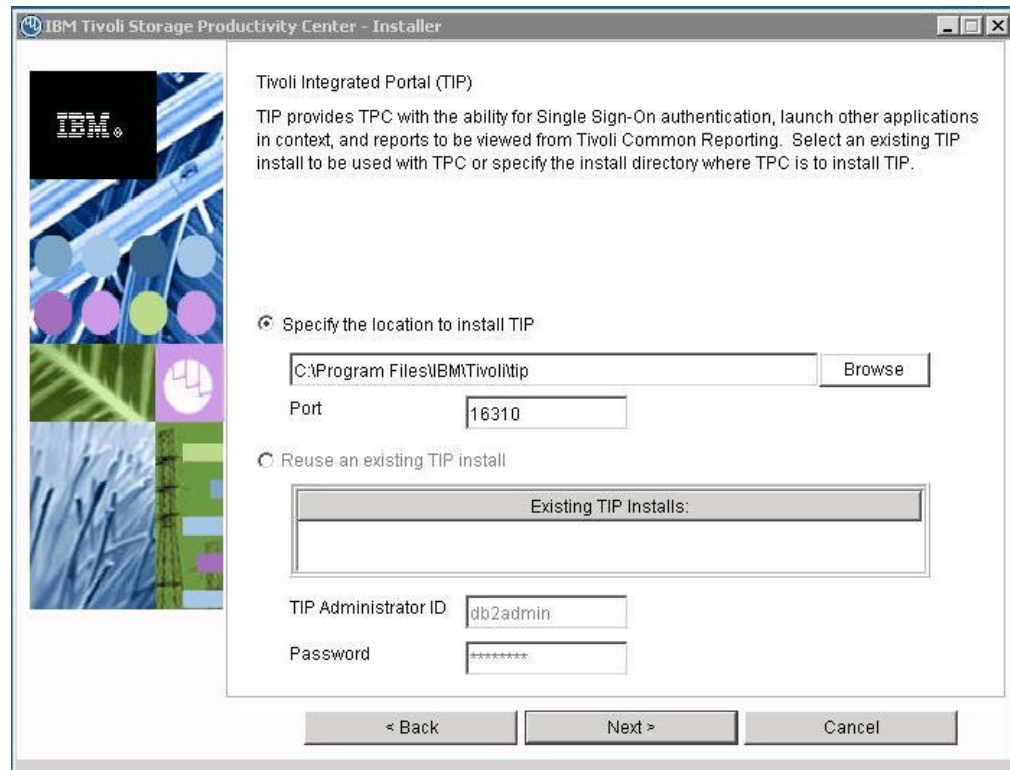 IBM Tivoli Storage Productivity Center - Installer
IBM®
Tivoli Integrated Portal (TIP)
TIP provides TPC with the ability for Single Sign-On authentication, launch other applications
in context, and reports to be viewed from Tivoli Common Reporting. Select an existing TIP
install to be used with TPC or specify the install directory where TPC is to install TIP.
Specify the location to install TIP
C:\Program Files\IBM\Tivoli\tip
Browse
Port
16310
Reuse an existing TIP install
Existing TIP Installs:
TIP Administrator ID
db2admin
Password
********
< Back
Next >
Cancel